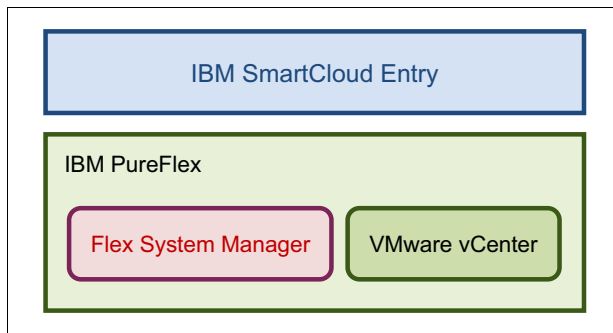 IBM SmartCloud Entry
IBM PureFlex
Flex System Manager
VMware vCenter